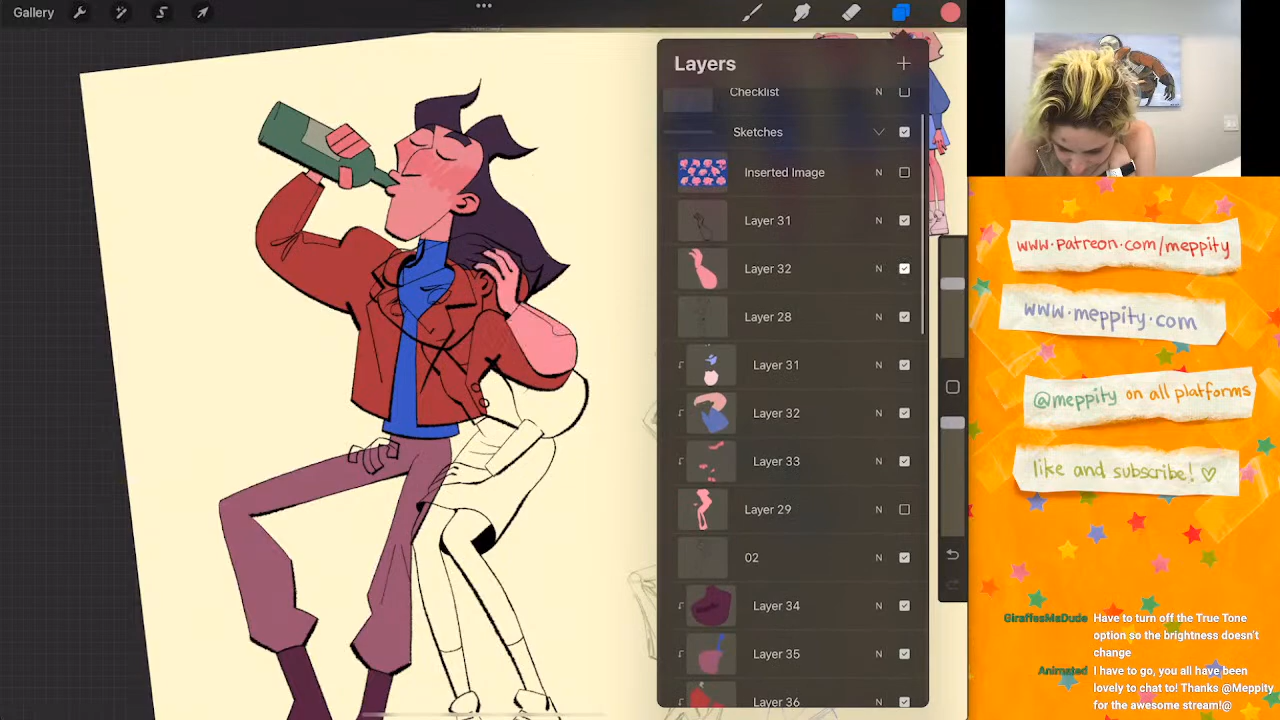 Gallery
Layers
Checklist N
Sketches
Inserted Image N
Layer 31 N
Layer 32 N
Layer 28 N
Layer 31 N
Layer 32 N
Layer 33 N
Layer 29 N
02 N
Layer 34 N
Layer 35 N
Layer 36 N
www.patreon.com/meppity
www.meppity.com
@meppity on all platforms
like and subscribe!
GiraffesMaDude Have to turn off the True Tone
option so the brightness doesn't
change
Animated I have to go, you all have been
lovely to chat to! Thanks @Meppity
for the awesome stream!@